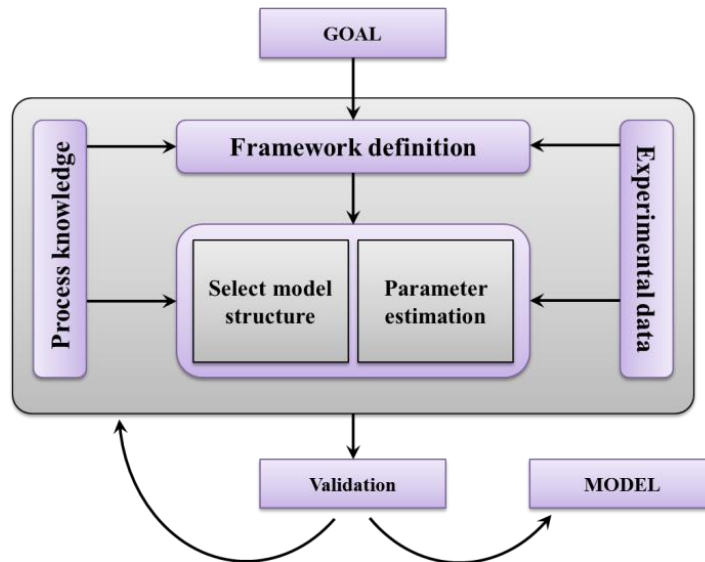 GOAL
Framework definition
Process knowledge
Experimental data
Select model
structure
Parameter
estimation
Validation
MODEL